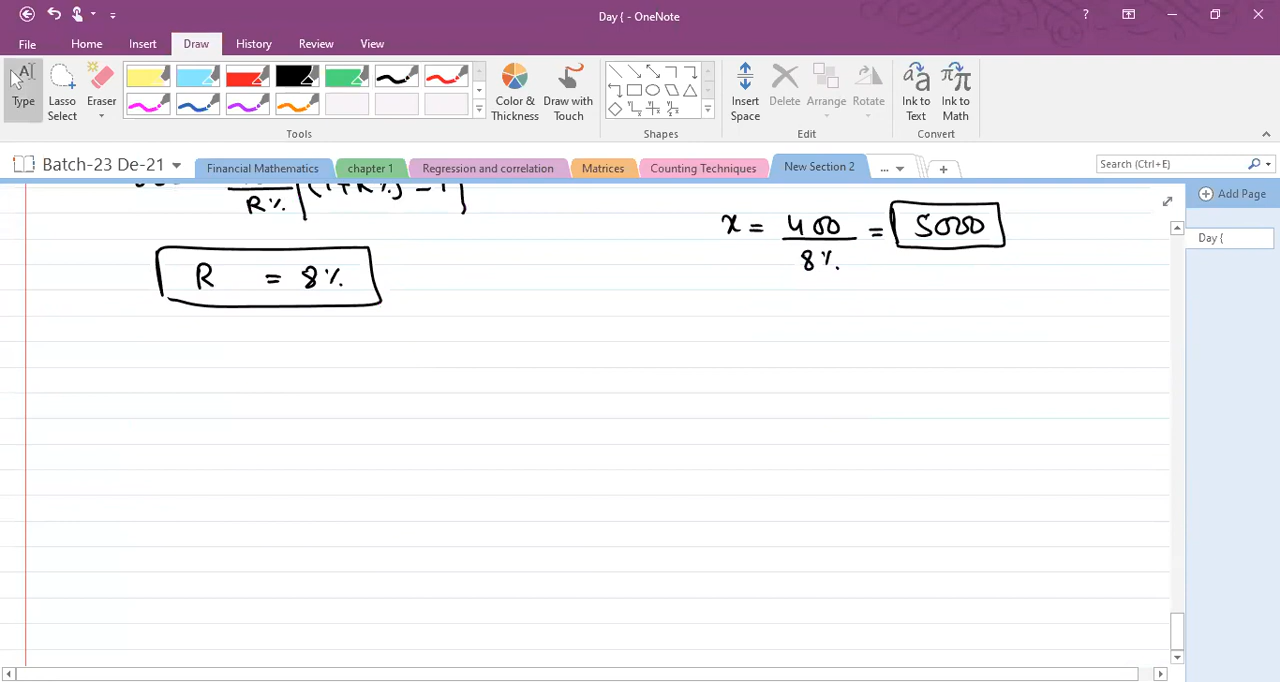 Day { - OneNote
?
File Home Insert Draw History Review View
Type
Lasso Select
Eraser
Color & Thickness
Draw with Touch
Insert Space
Delete
Arrange
Rotate
Ink to Text
Ink to Math
Tools
Shapes
Edit
Convert
Batch-23 De-21
Financial Mathematics
chapter 1
Regression and correlation
Matrices
Counting Techniques
New Section 2
...
Search (Ctrl+E)
Add Page
Day {
R%
x = 400 / 8% = 5000
R = 8%